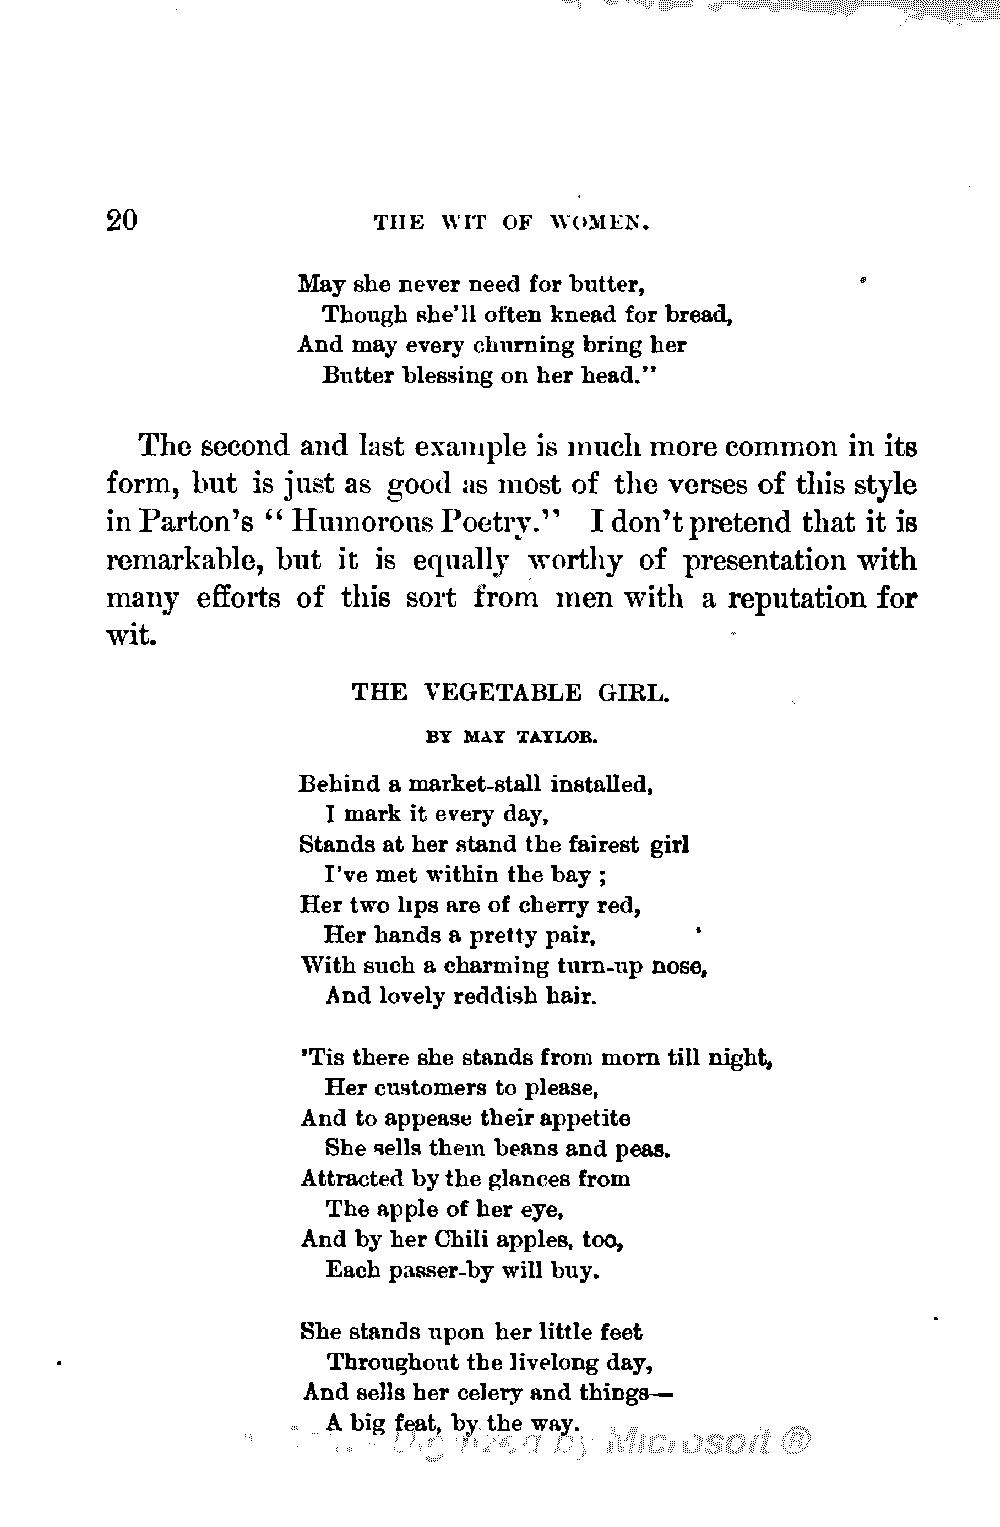 20 THE WIT OF WOMEN.
May she never need for butter,
Though she'll often knead for bread,
And may every churning bring her
Butter blessing on her head."
The second and last example is much more common in its
form, but is just as good as most of the verses of this style
in Parton's "Humorous Poetry." I don't pretend that it is
remarkable, but it is equally worthy of presentation with
many efforts of this sort from men with a reputation for
wit.
THE VEGETABLE GIRL.
BY MAY TAYLOR.
Behind a market-stall installed,
I mark it every day,
Stands at her stand the fairest girl
I've met within the bay ;
Her two lips are of cherry red,
Her hands a pretty pair,
With such a charming turn-up nose,
And lovely reddish hair.
'Tis there she stands from morn till night,
Her customers to please,
And to appease their appetite
She sells them beans and peas.
Attracted by the glances from
The apple of her eye,
And by her Chili apples, too,
Each passer-by will buy.
She stands upon her little feet
Throughout the livelong day,
And sells her celery and things—
A big feat, by the way.
Digitized by Microsoft ®